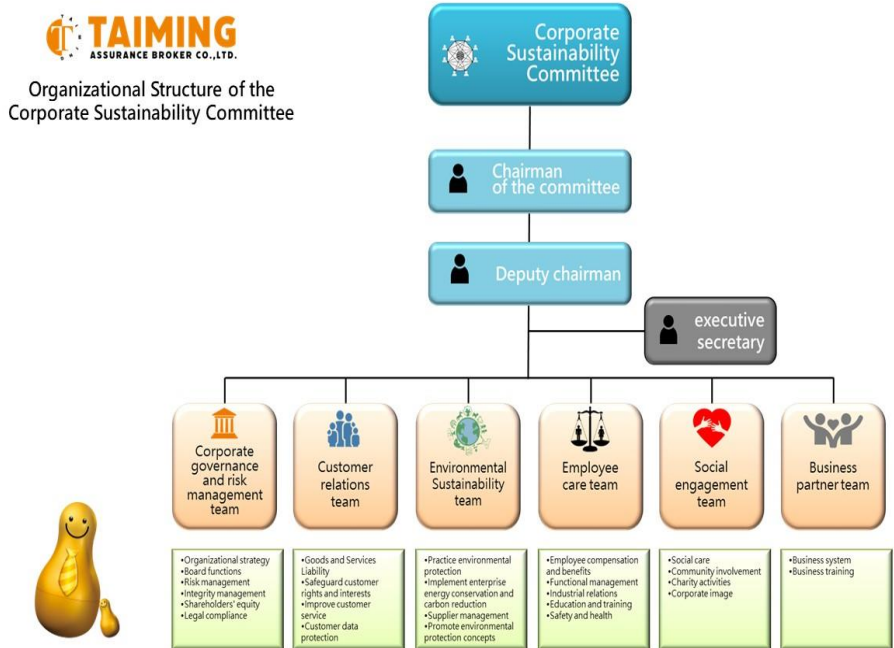 TAIMING
ASSURANCE BROKER CO.,LTD.
Organizational Structure of the
Corporate Sustainability Committee
Corporate
Sustainability
Committee
Chairman
of the committee
Deputy chairman
executive
secretary
Corporate
governance
and risk
management
team
Customer
relations
team
Environmental
Sustainability
team
Employee
care team
Social
engagement
team
Business
partner team
•Organizational strategy
•Board functions
•Risk management
•Integrity management
•Shareholders' equity
•Legal compliance
•Goods and Services
Liability
•Safeguard customer
rights and interests
•Improve customer
service
•Customer data
protection
•Practice environmental
protection
•Implement enterprise
energy conservation and
carbon reduction
•Supplier management
•Promote environmental
protection concepts
•Employee compensation
and benefits
•Functional management
•Industrial relations
•Education and training
•Safety and health
•Social care
•Community involvement
•Charity activities
•Corporate image
•Business system
•Business training